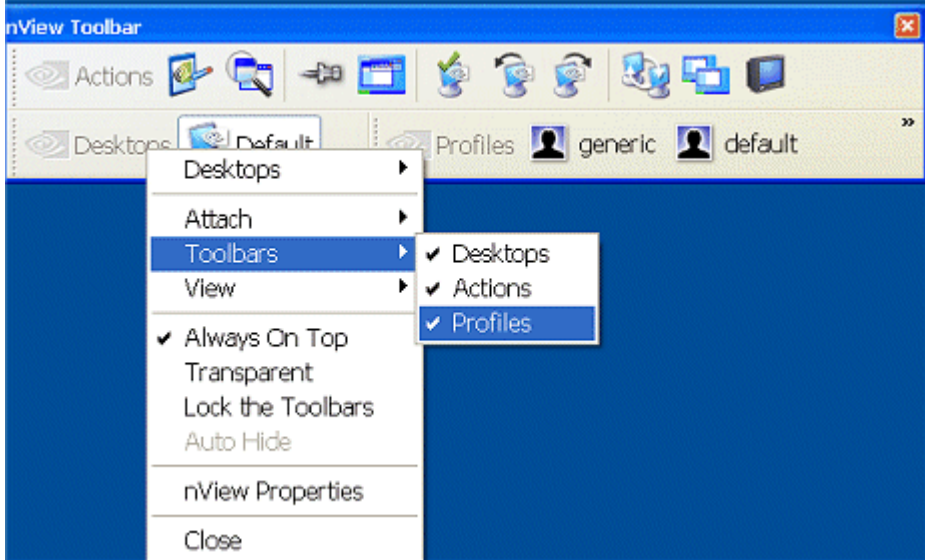 nView Toolbar
Actions
Desktops Default Profiles generic default
Desktops
Attach
Toolbars
View
Always On Top
Transparent
Lock the Toolbars
Auto Hide
nView Properties
Close
Desktops
Actions
Profiles